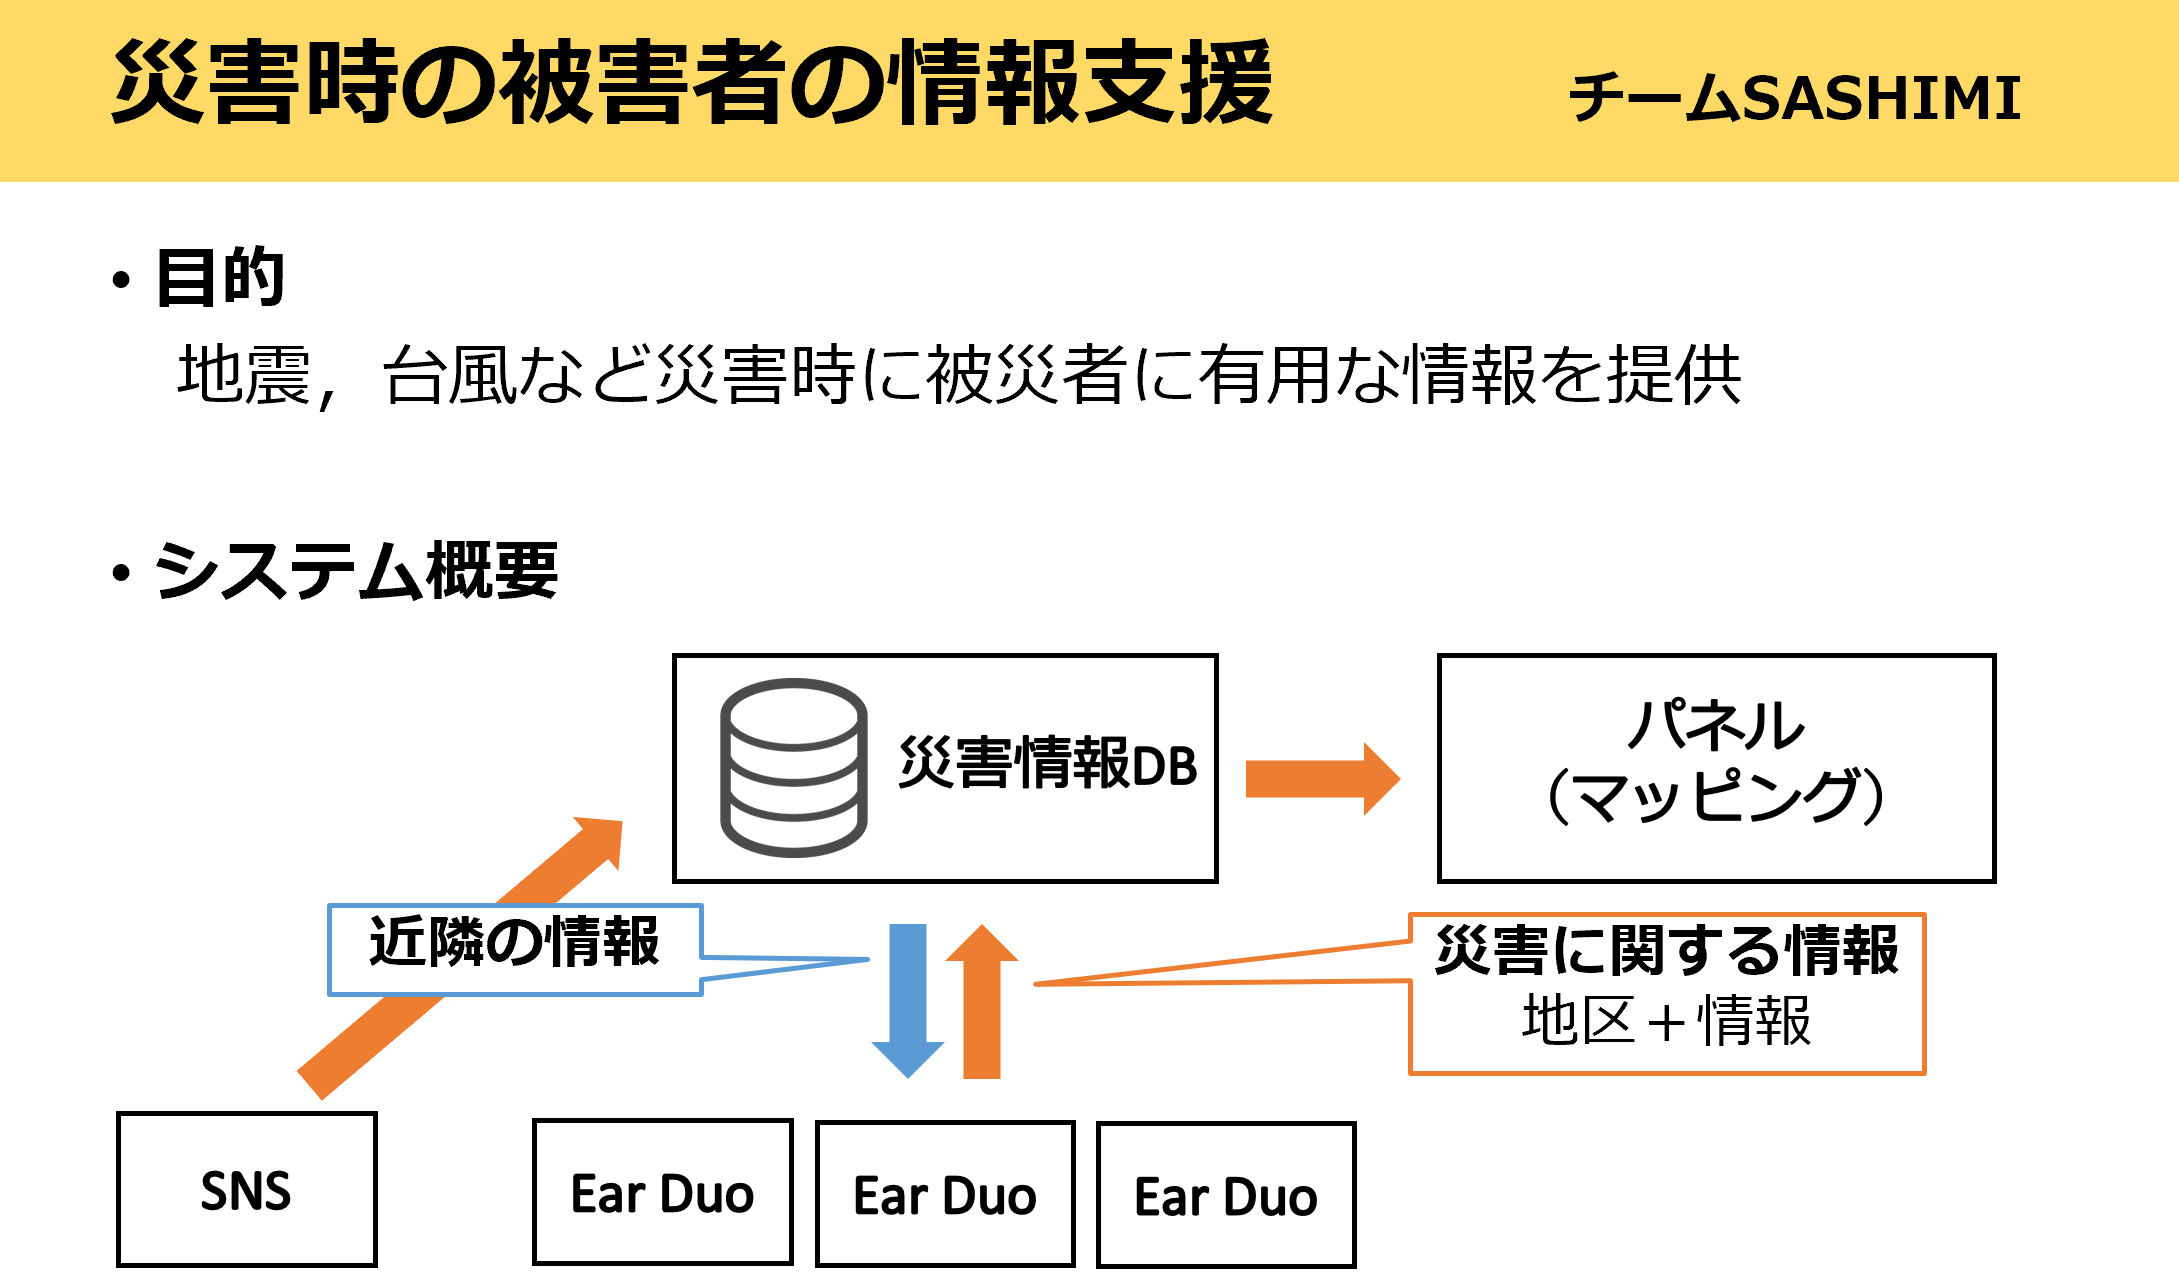 災害時の被害者の情報支援
チームSASHIMI
• 目的
地震，台風など災害時に被災者に有用な情報を提供
• システム概要
災害情報DB
パネル
（マッピング）
近隣の情報
災害に関する情報
地区＋情報
SNS
Ear Duo
Ear Duo
Ear Duo